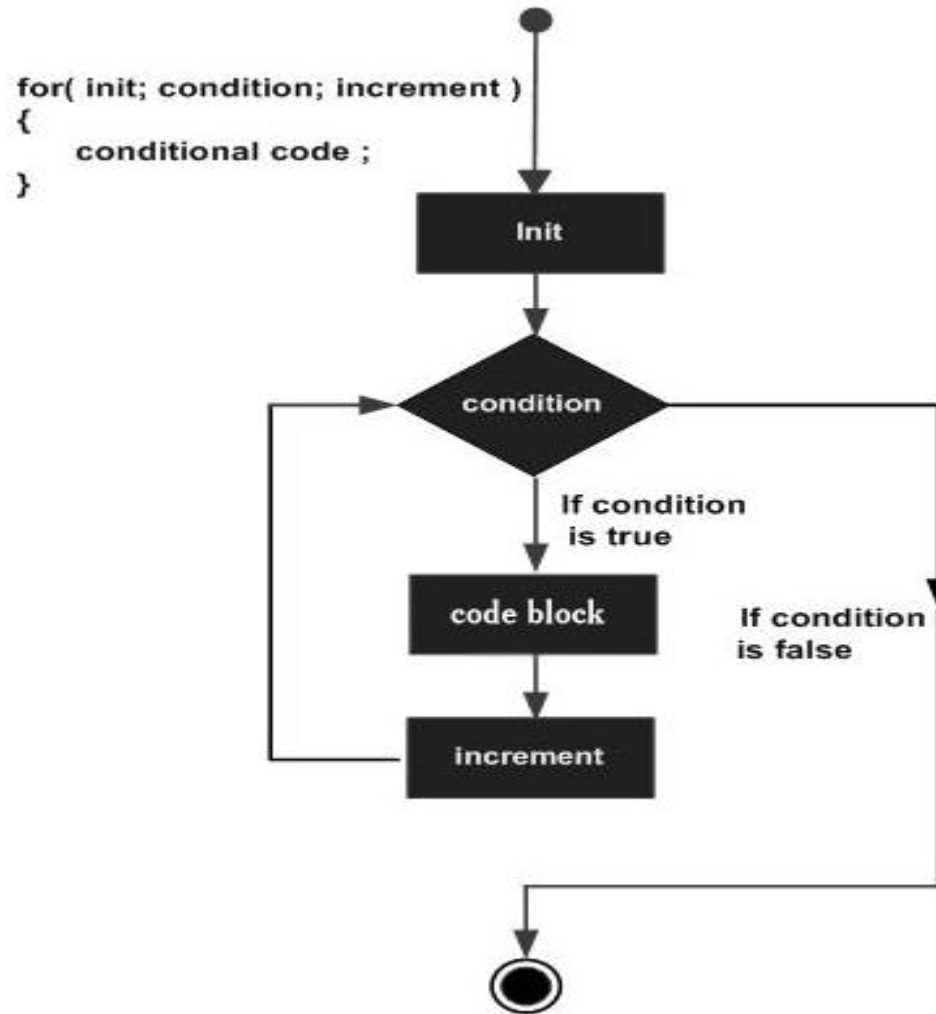 for( init; condition; increment )
{
conditional code ;
}
Init
condition
If condition
is true
code block
If condition
is false
increment